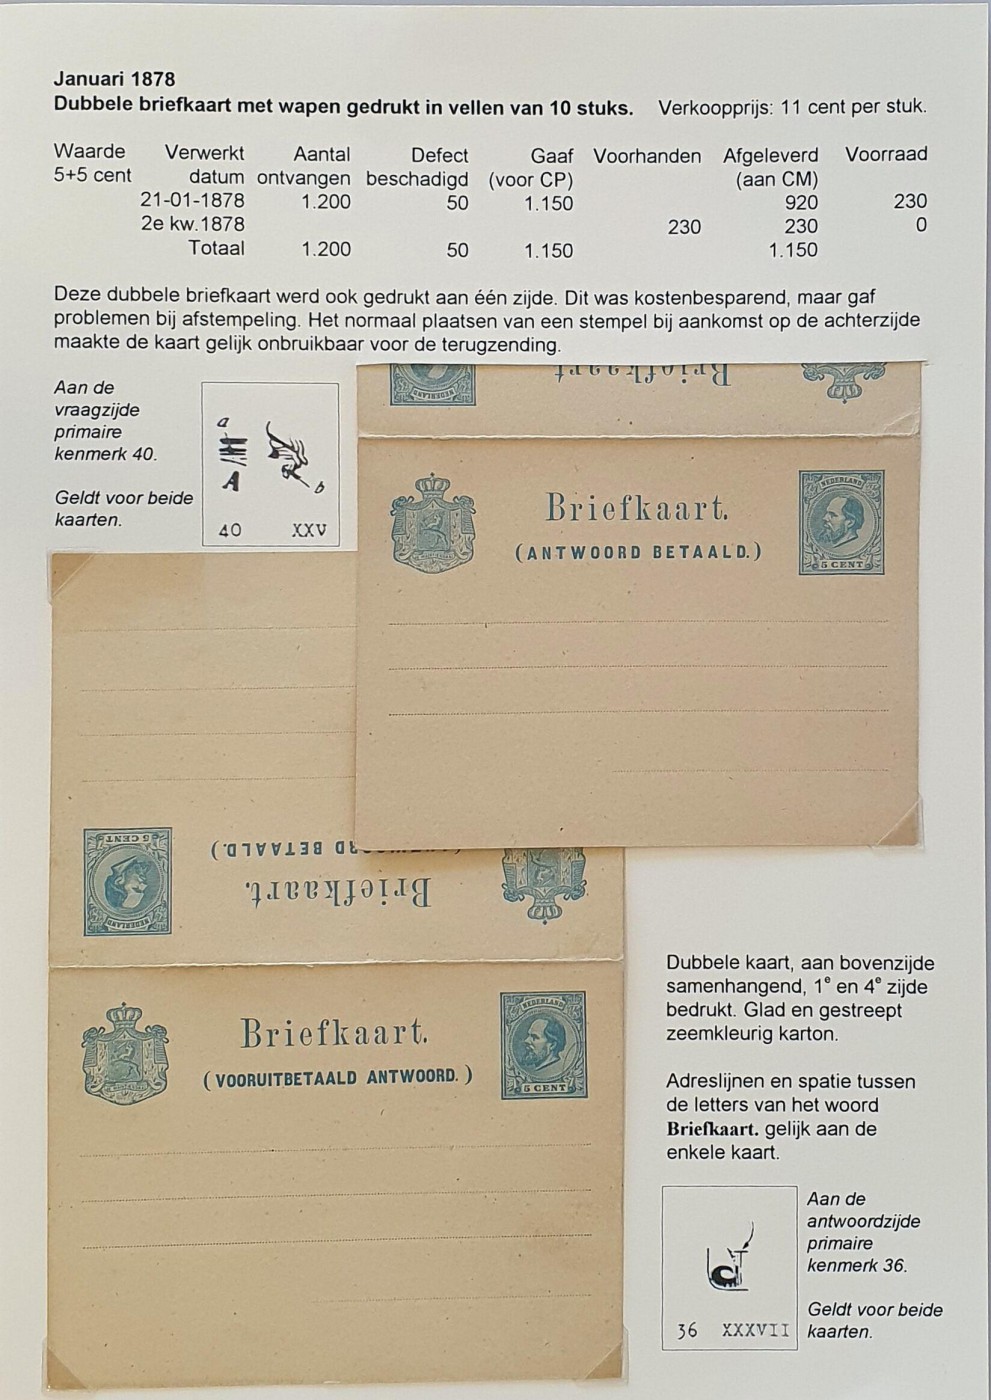 Januari 1878
Dubbele briefkaart met wapen gedrukt in vellen van 10 stuks. Verkoopprijs: 11 cent per stuk.
Waarde Verwerkt Aantal Defect Gaaf Voorhanden Afgeleverd Voorraad
5+5 cent datum ontvangen beschadigd (voor CP) (aan CM)
21-01-1878 1.200 50 1.150 920 230
2e kw.1878 230 230 0
Totaal 1.200 50 1.150 1.150
Deze dubbele briefkaart werd ook gedrukt aan één zijde. Dit was kostenbesparend, maar gaf
problemen bij afstempeling. Het normaal plaatsen van een stempel bij aankomst op de achterzijde
maakte de kaart gelijk onbruikbaar voor de terugzending.
Aan de
vraagzijde
primaire
kenmerk 40.
Geldt voor beide
kaarten.
a
A
b
40 XXV
NEDERLAND
Briefkaart
NEDERLAND
Briefkaart.
(ANTWOORD BETAALD.)
5 CENT
5 CENT
(ANTWOORD BETAALD.)
Briefkaart.
NEDERLAND
NEDERLAND
Briefkaart.
(VOORUITBETAALD ANTWOORD.)
5 CENT
Dubbele kaart, aan bovenzijde
samenhangend, 1e en 4e zijde
bedrukt. Glad en gestreept
zeemkleurig karton.
Adreslijnen en spatie tussen
de letters van het woord
Briefkaart. gelijk aan de
enkele kaart.
Aan de
antwoordzijde
primaire
kenmerk 36.
Geldt voor beide
kaarten.
36 XXXVII